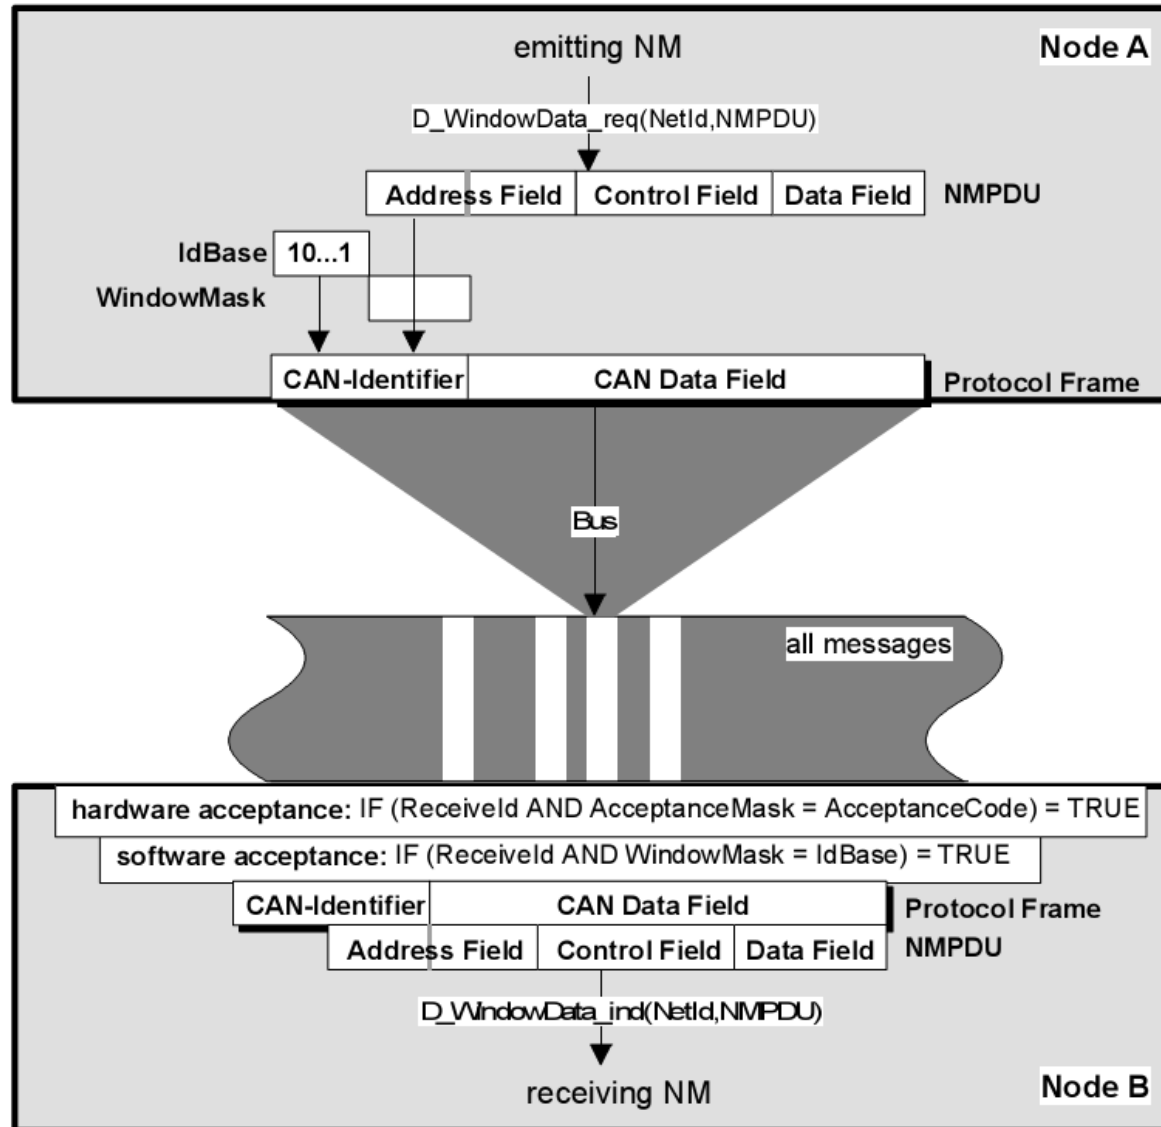 emitting NM
Node A
D_WindowData_req(NetId,NMPDU)
Address Field Control Field Data Field NMPDU
IdBase 10...1
WindowMask
CAN-Identifier CAN Data Field Protocol Frame
Bus
all messages
hardware acceptance: IF (ReceiveId AND AcceptanceMask = AcceptanceCode) = TRUE
software acceptance: IF (ReceiveId AND WindowMask = IdBase) = TRUE
CAN-Identifier CAN Data Field Protocol Frame
Address Field Control Field Data Field NMPDU
D_WindowData_ind(NetId,NMPDU)
receiving NM
Node B